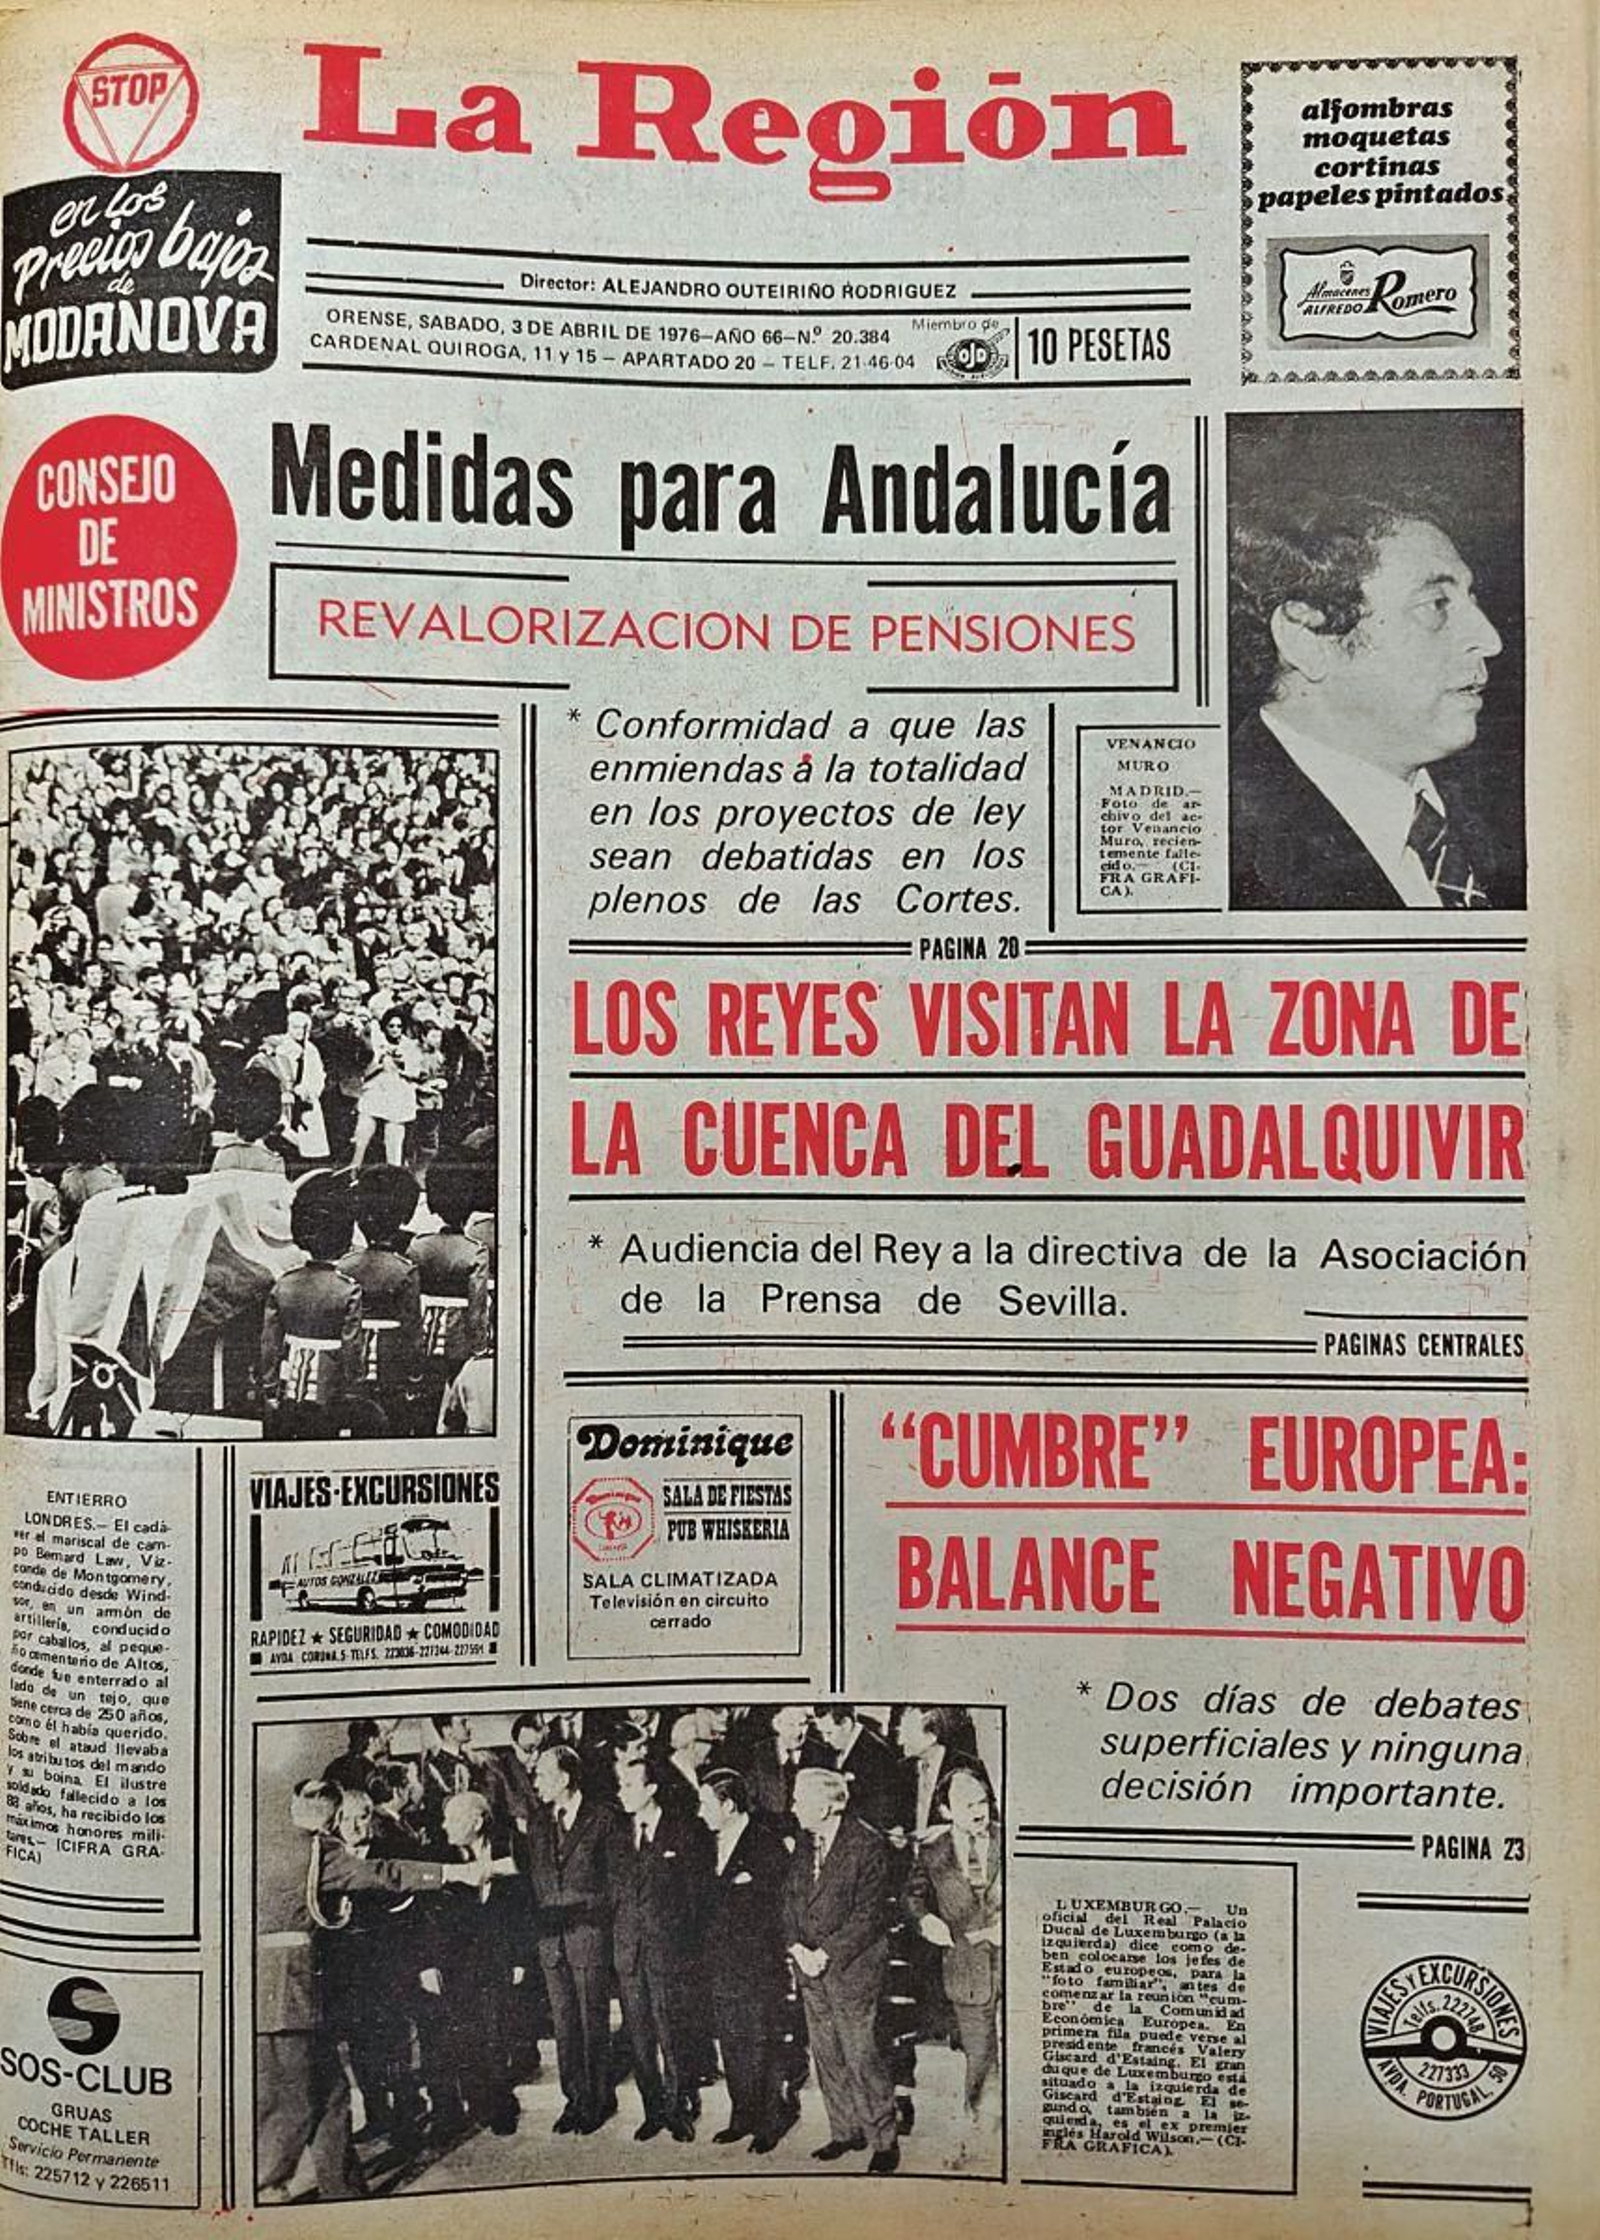 STOP
en los
Precios bajos
de
MODANOVA
La Región
alfombras
moquetas
cortinas
papeles pintados
Almacenes
ALFREDO Romero
Director: ALEJANDRO OUTEIRIÑO RODRIGUEZ
ORENSE, SABADO, 3 DE ABRIL DE 1976—AÑO 66—N.º 20.384
CARDENAL QUIROGA, 11 y 15 — APARTADO 20 — TELF. 21-46-04
Miembro de
OJD
10 PESETAS
CONSEJO
DE
MINISTROS
Medidas para Andalucía
REVALORIZACION DE PENSIONES
* Conformidad a que las
enmiendas a la totalidad
en los proyectos de ley
sean debatidas en los
plenos de las Cortes.
PAGINA 20
VENANCIO
MURO
MADRID.—
Foto de ar-
chivo del ac-
tor Venancio
Muro, recien-
temente falle-
cido.— (CI-
FRA GRAFI-
CA).
LOS REYES VISITAN LA ZONA DE
LA CUENCA DEL GUADALQUIVIR
* Audiencia del Rey a la directiva de la Asociación
de la Prensa de Sevilla.
PAGINAS CENTRALES
ENTIERRO
LONDRES.— El cadá-
ver el mariscal de cam-
po Bernard Law, Viz-
conde de Montgomery,
conducido desde Wind-
sor, en un armón de
artillería, conducido
por caballos, al peque-
ño cementerio de Altos,
donde fue enterrado al
lado de un tejo, que
tiene cerca de 250 años,
como él había querido.
Sobre el ataud llevaba
los atributos del mando
y su boina. El ilustre
soldado fallecido a los
88 años, ha recibido los
máximos honores mili-
tares.— (CIFRA GRA-
FICA)
VIAJES-EXCURSIONES
AUTOS GONZALEZ
RAPIDEZ ★ SEGURIDAD ★ COMODIDAD
AVDA CORUÑA, 5-TELFS. 223036-227344-227591
Dominique
SALA DE FIESTAS
PUB WHISKERIA
SALA CLIMATIZADA
Televisión en circuito
cerrado
"CUMBRE" EUROPEA:
BALANCE NEGATIVO
* Dos días de debates
superficiales y ninguna
decisión importante.
PAGINA 23
LUXEMBURGO.— Un
oficial del Real Palacio
Ducal de Luxemburgo (a la
izquierda) dice como de-
ben colocarse los jefes de
Estado europeos, para la
"foto familiar", antes de
comenzar la reunión "cum-
bre" de la Comunidad
Económica Europea. En
primera fila puede verse al
presidente francés Valery
Giscard d'Estaing. El gran
duque de Luxemburgo está
situado a la izquierda de
Giscard d'Estaing. El se-
gundo, también a la iz-
quierda, es el ex premier
inglés Harold Wilson.— (CI-
FRA GRAFICA).
SOS-CLUB
GRUAS
COCHE TALLER
Servicio Permanente
Tfls: 225712 y 226511
VIAJES Y EXCURSIONES
Telfs. 222748
227333
AVDA. PORTUGAL, 50